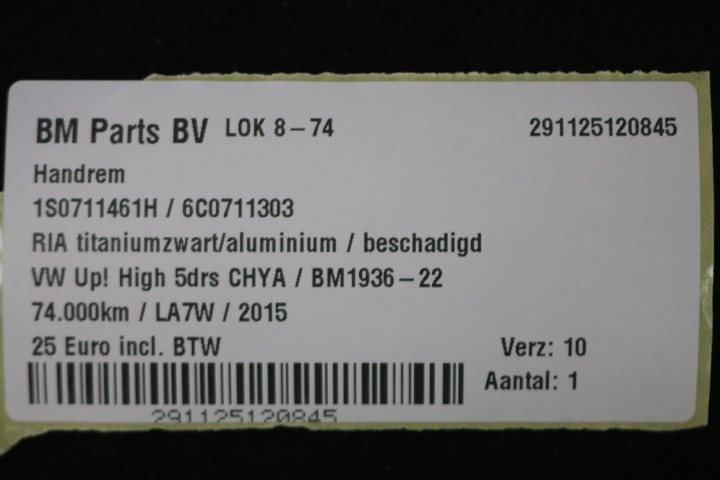 BM Parts BV LOK 8-74 291125120845
Handrem
1S0711461H / 6C0711303
RIA titaniumzwart/aluminium / beschadigd
VW Up! High 5drs CHYA / BM1936-22
74.000km / LA7W / 2015
25 Euro incl. BTW Verz: 10
Aantal: 1
291125120845